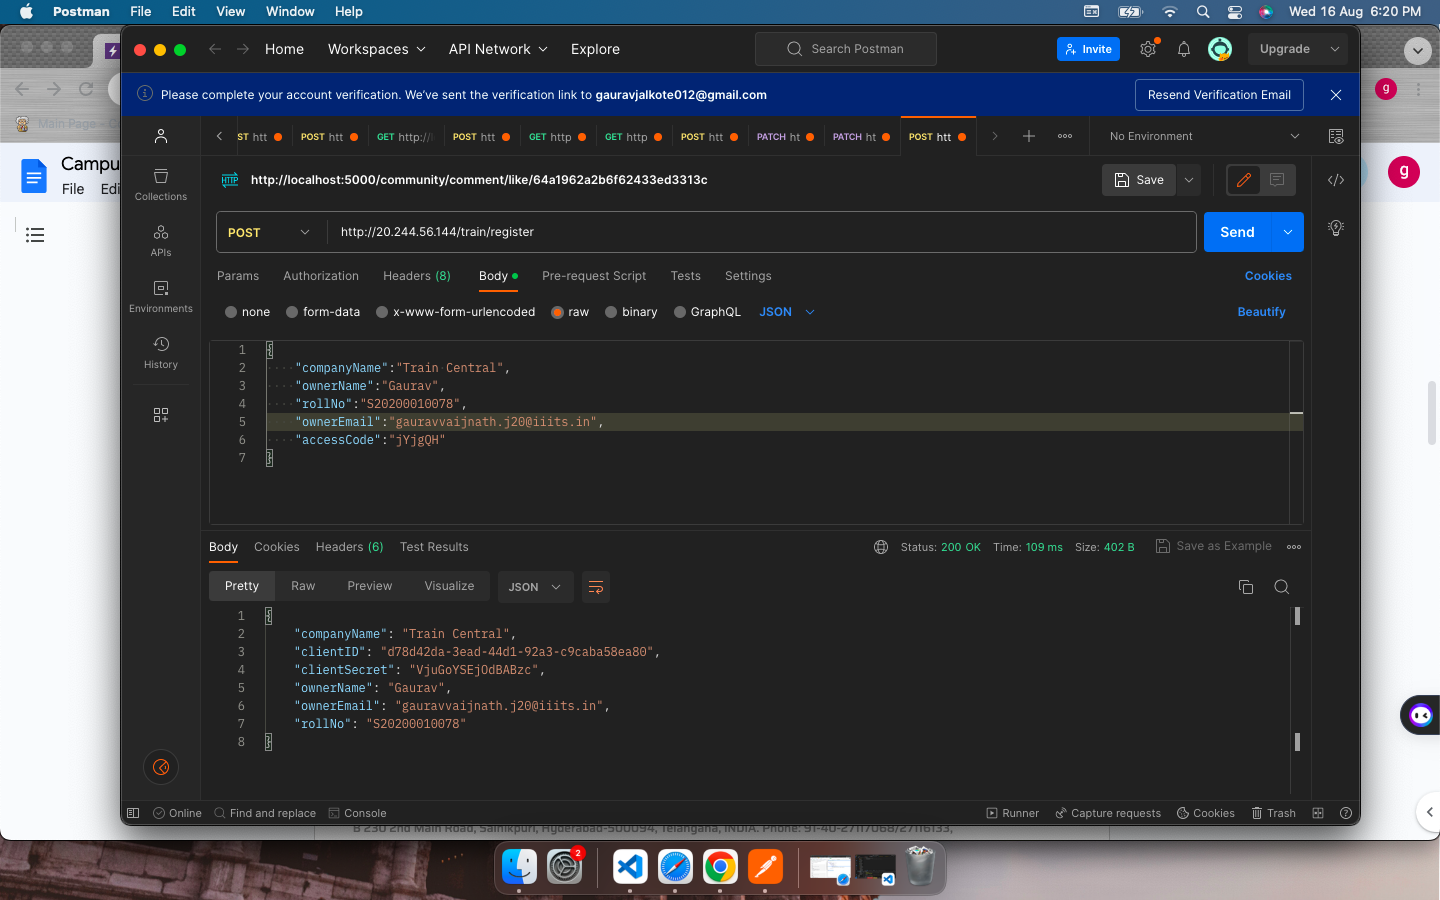 Postman File Edit View Window Help
Wed 16 Aug 6:20 PM
Home Workspaces API Network Explore
Search Postman
Invite
Upgrade
g
Please complete your account verification. We've sent the verification link to gauravjalkote012@gmail.com
Resend Verification Email
Main Page - C
ST htt
POST htt
GET http://
POST htt
GET http
GET http
POST htt
PATCH ht
PATCH ht
POST htt
No Environment
Campu
File Edi
g
HTTP http://localhost:5000/community/comment/like/64a1962a2b6f62433ed3313c
Save
Collections
APIs
Environments
History
POST http://20.244.56.144/train/register
Send
Params Authorization Headers (8) Body Pre-request Script Tests Settings
Cookies
none form-data x-www-form-urlencoded raw binary GraphQL JSON
Beautify
1 {
2 "companyName":"Train Central",
3 "ownerName":"Gaurav",
4 "rollNo":"S20200010078",
5 "ownerEmail":"gauravvaijnath.j20@iiits.in",
6 "accessCode":"jYjgQH"
7 }
Body Cookies Headers (6) Test Results
Status: 200 OK Time: 109 ms Size: 402 B
Save as Example
Pretty Raw Preview Visualize JSON
1 {
2 "companyName": "Train Central",
3 "clientID": "d78d42da-3ead-44d1-92a3-c9caba58ea80",
4 "clientSecret": "VjuGoYSEjOdBABzc",
5 "ownerName": "Gaurav",
6 "ownerEmail": "gauravvaijnath.j20@iiits.in",
7 "rollNo": "S20200010078"
8 }
Online Find and replace Console
Runner Capture requests Cookies Trash
B 230 2nd Main Road, Sainikpuri, Hyderabad-500094, Telangana, INDIA. Phone: 91-40-27117068/27116133,
2